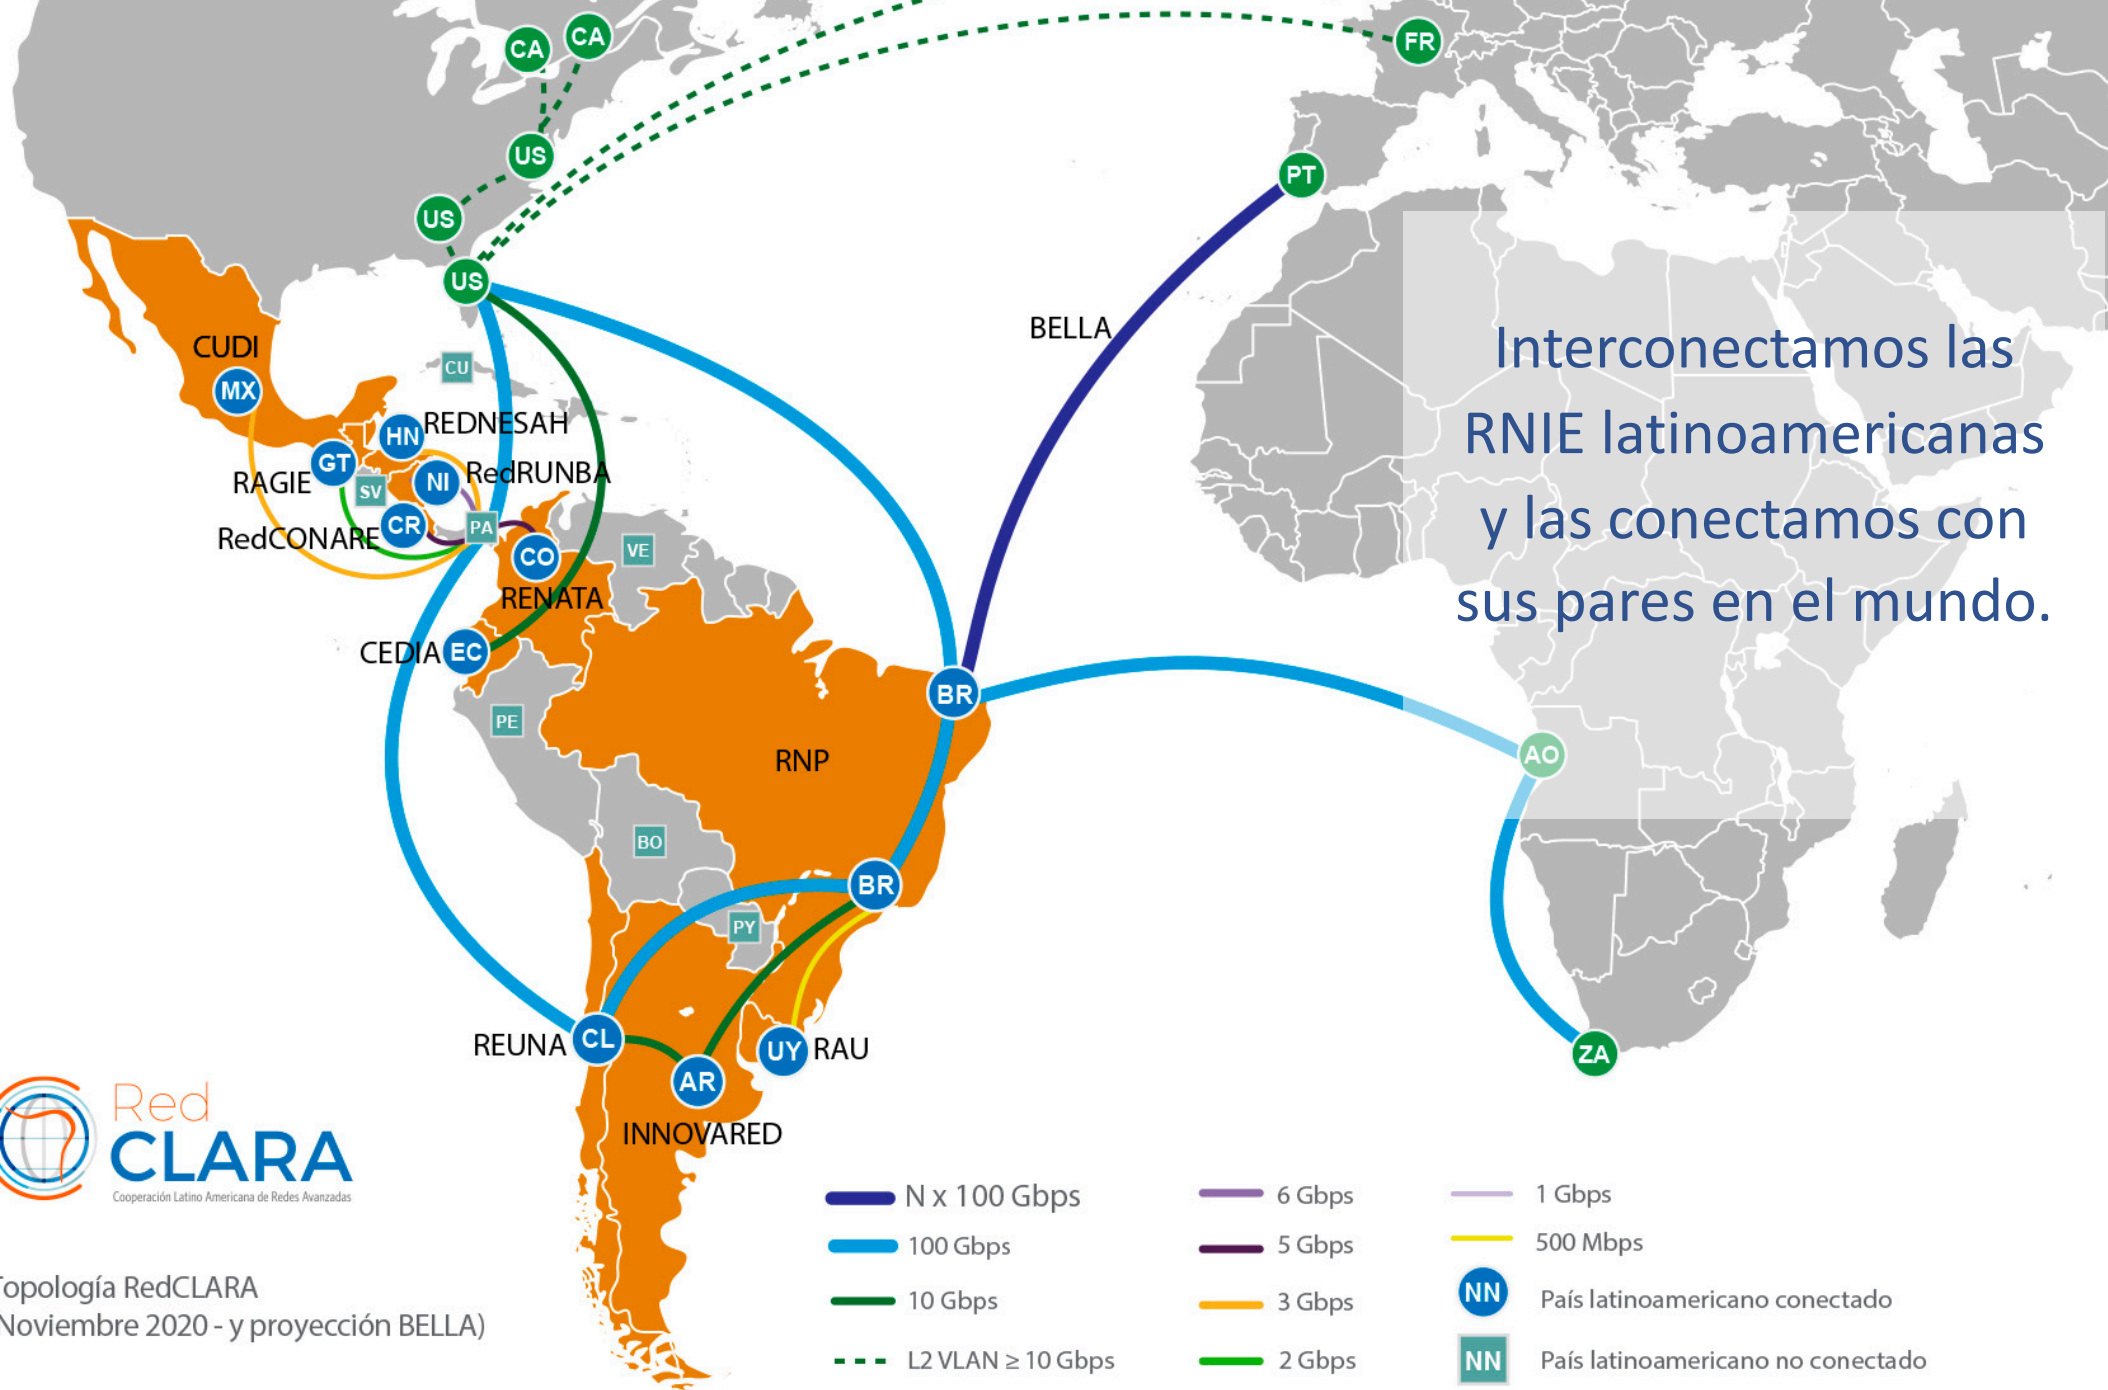 CA
CA
FR
US
PT
US
US
BELLA
Interconectamos las
RNIE latinoamericanas
y las conectamos con
sus pares en el mundo.
CUDI
MX
CU
HN
REDNESAH
GT
RAGIE
SV
NI
RedRUNBA
RedCONARE
CR
PA
CO
VE
RENATA
CEDIA
EC
BR
PE
RNP
AO
BO
BR
PY
REUNA
CL
UY
RAU
AR
ZA
INNOVARED
Red
CLARA
Cooperación Latino Americana de Redes Avanzadas
Topología RedCLARA
Noviembre 2020 - y proyección BELLA)
N x 100 Gbps
100 Gbps
10 Gbps
L2 VLAN ≥ 10 Gbps
6 Gbps
5 Gbps
3 Gbps
2 Gbps
1 Gbps
500 Mbps
NN
País latinoamericano conectado
NN
País latinoamericano no conectado